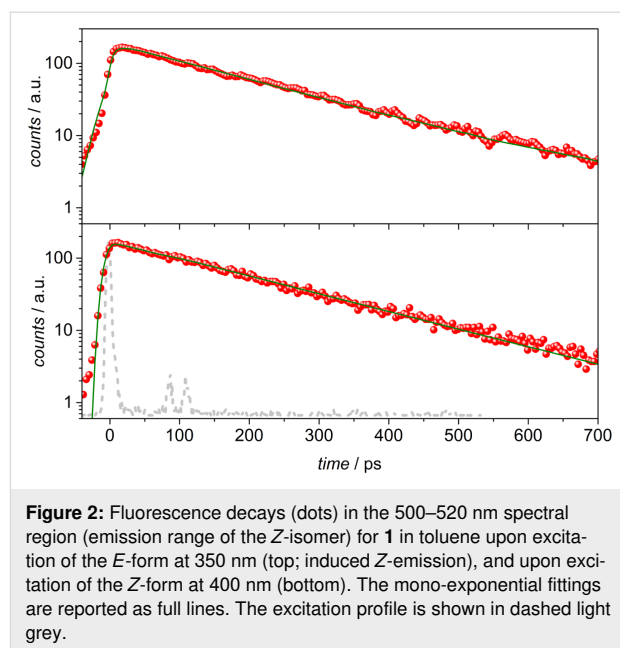 100
10
1
counts / a.u.
100
10
1
counts / a.u.
0 100 200 300 400 500 600 700
time / ps
Figure 2: Fluorescence decays (dots) in the 500–520 nm spectral
region (emission range of the Z-isomer) for 1 in toluene upon excita-
tion of the E-form at 350 nm (top; induced Z-emission), and upon exci-
tation of the Z-form at 400 nm (bottom). The mono-exponential fittings
are reported as full lines. The excitation profile is shown in dashed light
grey.